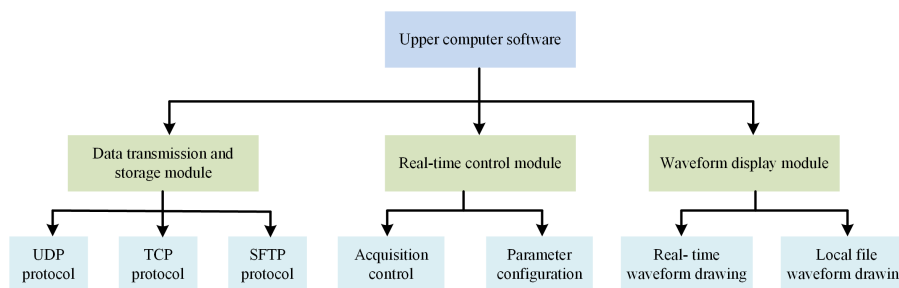 Upper computer software
Data transmission and
storage module
Real-time control module
Waveform display module
UDP
protocol
TCP
protocol
SFTP
protocol
Acquisition
control
Parameter
configuration
Real- time
waveform drawing
Local file
waveform drawin